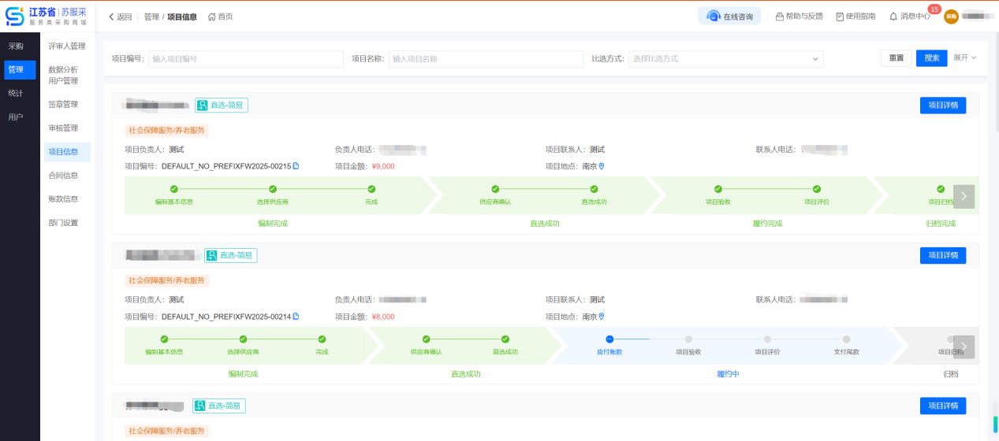 江苏省 | 苏服采
服务类采购商城
返回 管理 / 项目信息 首页
在线咨询 帮助与反馈 使用指南 消息中心 15 采购
采购
管理
统计
用户
评审人管理
数据分析
用户管理
签章管理
审核管理
项目信息
合同信息
账款信息
部门设置
项目编号: 输入项目编号 项目名称: 输入项目名称 比选方式: 选择比选方式 重置 搜索 展开
直选-简易 项目详情
社会保障服务/养老服务
项目负责人: 测试 负责人电话: 项目联系人: 测试 联系人电话:
项目编号: DEFAULT_NO_PREFIXFW2025-00215 项目金额: ¥9,000 项目地点: 南京
编制基本信息 选择供应商 完成 供应商确认 直选成功 项目验收 项目评价 项目归档
编制完成 直选成功 履约完成 归档完成
直选-简易 项目详情
社会保障服务/养老服务
项目负责人: 测试 负责人电话: 项目联系人: 测试 联系人电话:
项目编号: DEFAULT_NO_PREFIXFW2025-00214 项目金额: ¥8,000 项目地点: 南京
编制基本信息 选择供应商 完成 供应商确认 直选成功 应付账款 项目验收 项目评价 支付尾款 项目归档
编制完成 直选成功 履约中 归档
直选-简易 项目详情
社会保障服务/养老服务